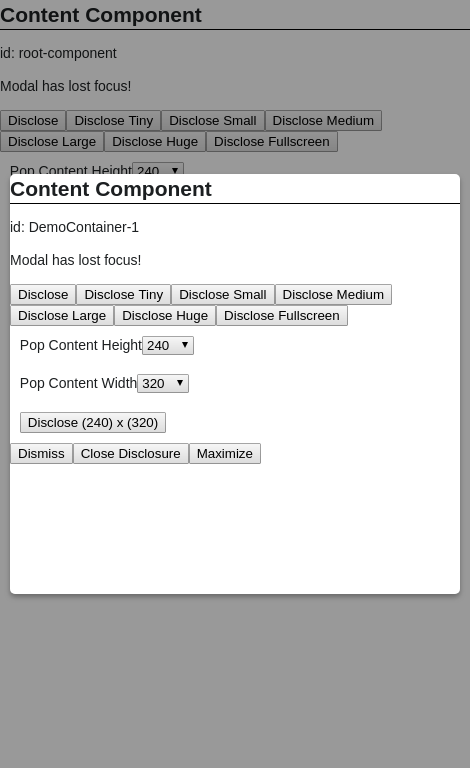 Content Component
id: root-component
Modal has lost focus!
Disclose Disclose Tiny Disclose Small Disclose Medium
Disclose Large Disclose Huge Disclose Fullscreen
Pop Content Height 240
Content Component
id: DemoContainer-1
Modal has lost focus!
Disclose Disclose Tiny Disclose Small Disclose Medium
Disclose Large Disclose Huge Disclose Fullscreen
Pop Content Height 240
Pop Content Width 320
Disclose (240) x (320)
Dismiss Close Disclosure Maximize